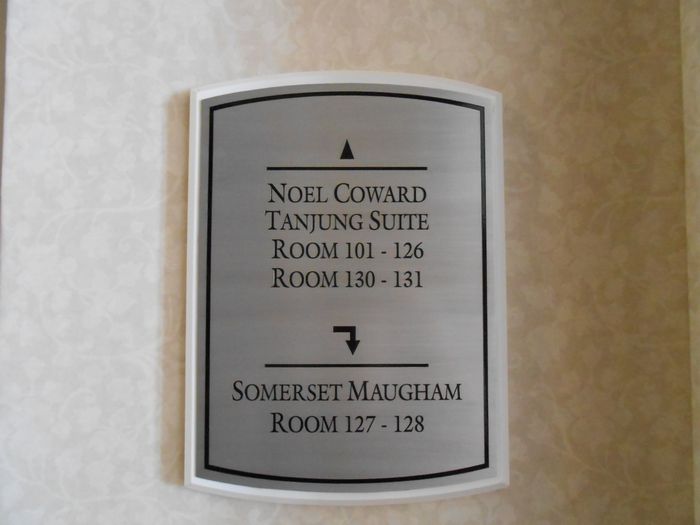 NOEL COWARD
TANJUNG SUITE
ROOM 101 - 126
ROOM 130 - 131
SOMERSET MAUGHAM
ROOM 127 - 128